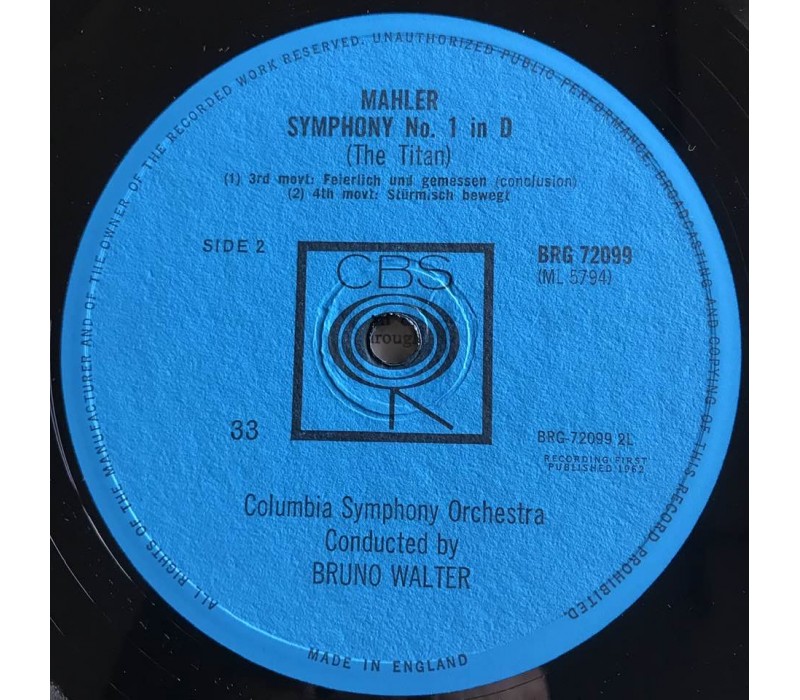 ALL RIGHTS OF THE MANUFACTURER AND OF THE OWNER OF THE RECORDED WORK RESERVED. UNAUTHORIZED PUBLIC PERFORMANCE, BROADCASTING AND COPYING OF THIS RECORD PROHIBITED.
MAHLER
SYMPHONY No. 1 in D
(The Titan)
(1) 3rd movt: Feierlich und gemessen (conclusion)
(2) 4th movt: Stürmisch bewegt
SIDE 2
BRG 72099
(ML 5794)
CBS
33
BRG-72099 2L
RECORDING FIRST
PUBLISHED 1962
Columbia Symphony Orchestra
Conducted by
BRUNO WALTER
MADE IN ENGLAND